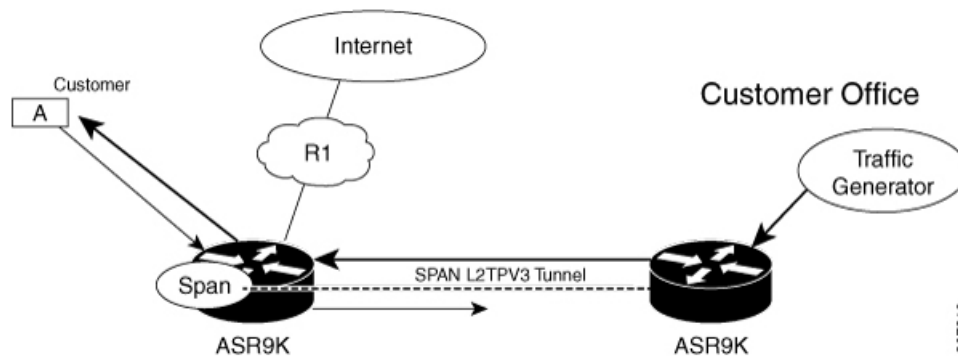 Internet
Customer
A
R1
Customer Office
Traffic
Generator
SPAN L2TPV3 Tunnel
Span
ASR9K
ASR9K